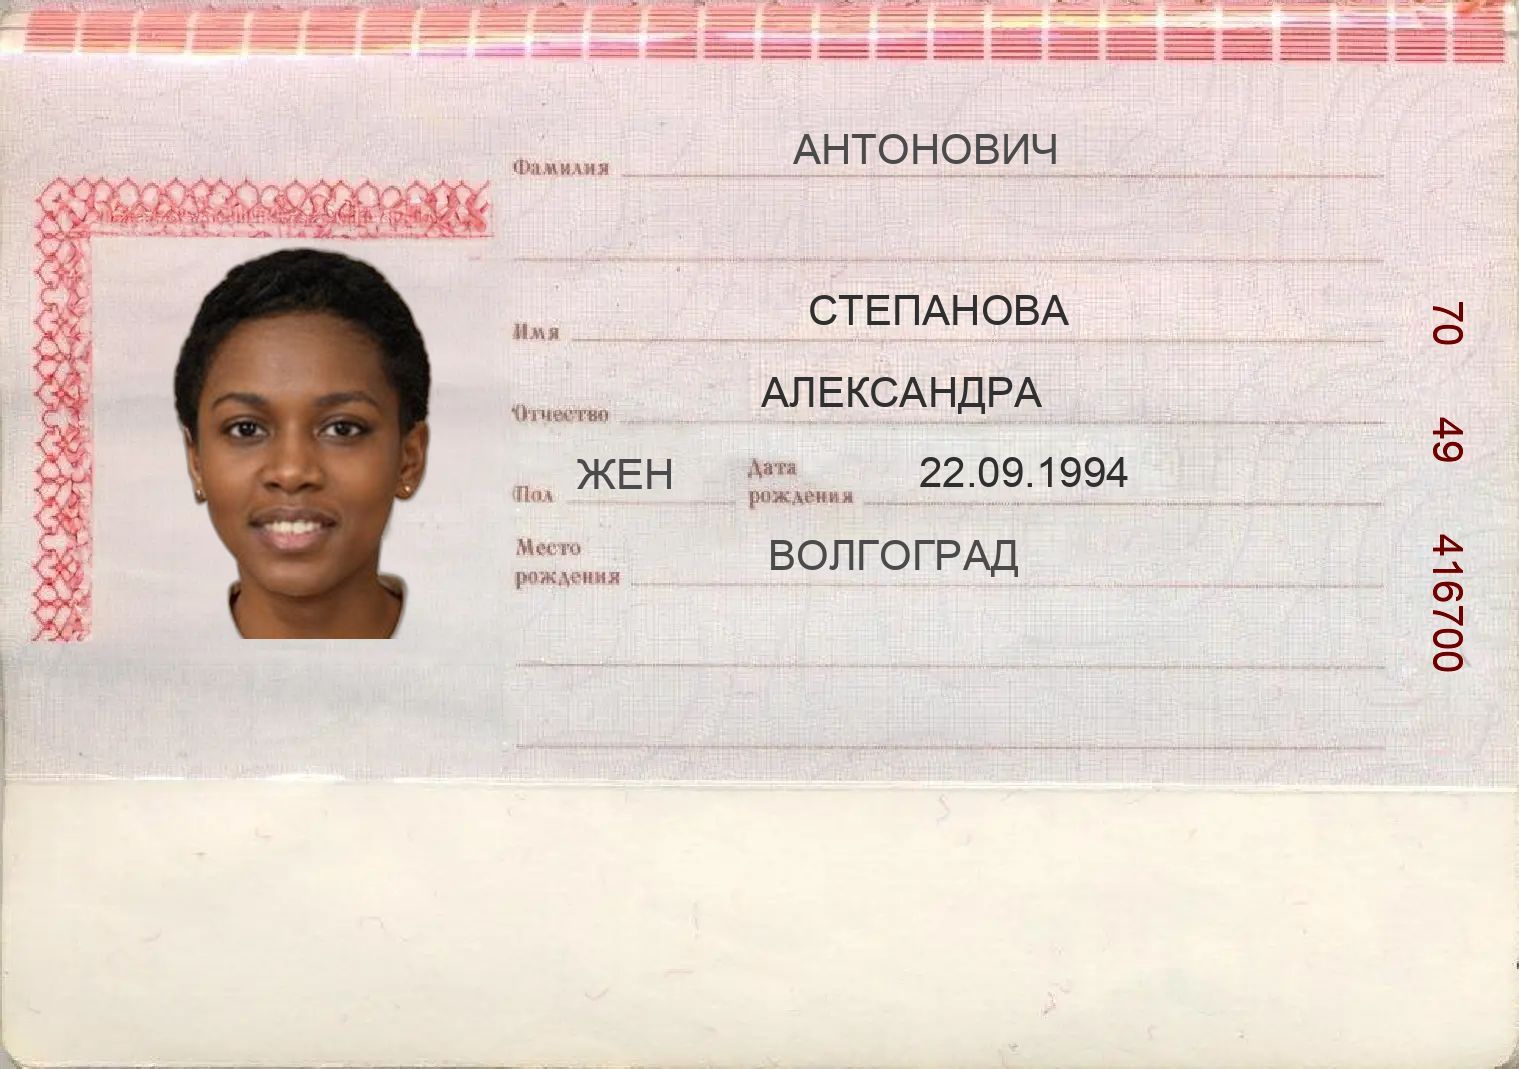 Фамилия АНТОНОВИЧ
Имя СТЕПАНОВА
Отчество АЛЕКСАНДРА
Пол ЖЕН Дата рождения 22.09.1994
Место рождения ВОЛГОГРАД
70 49 416700